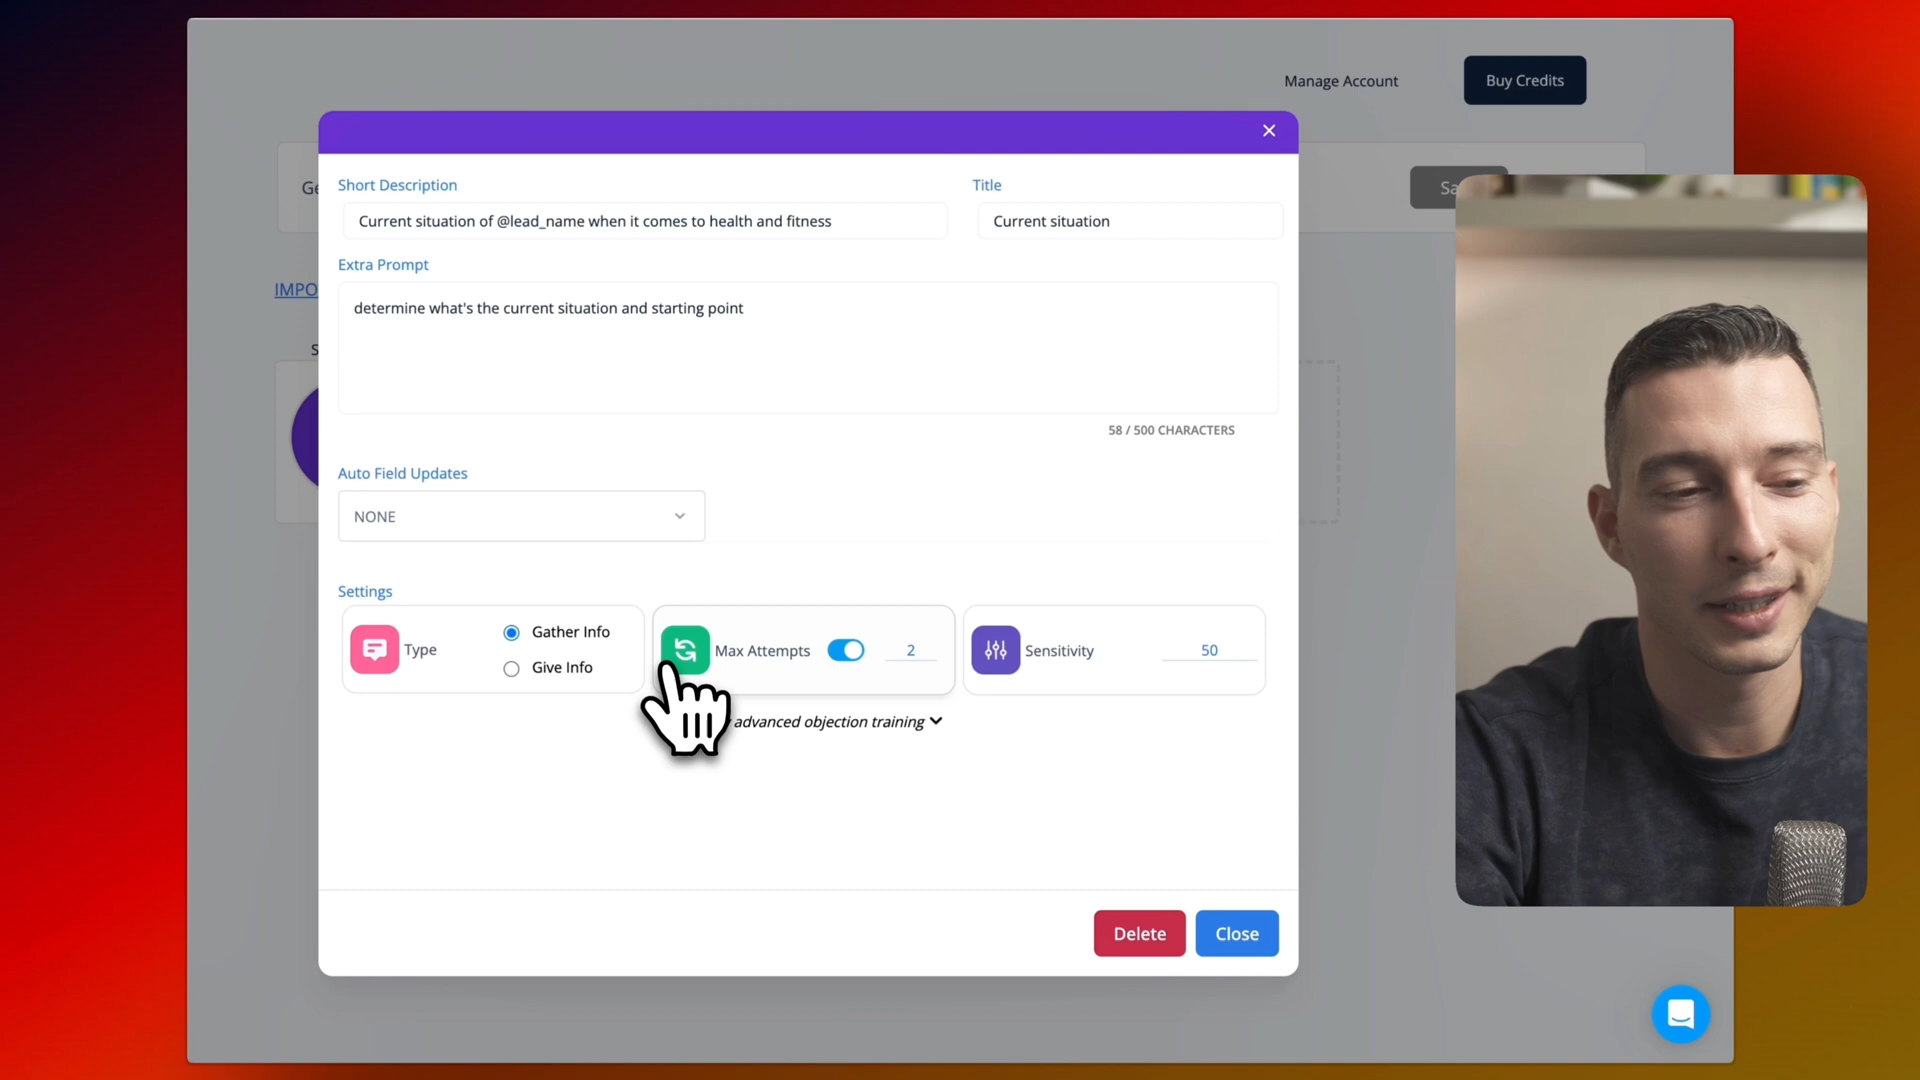 Manage Account
Buy Credits
Short Description
Title
Current situation of @lead_name when it comes to health and fitness
Current situation
Extra Prompt
determine what's the current situation and starting point
58 / 500 CHARACTERS
Auto Field Updates
NONE
Settings
Type
Gather Info
Give Info
Max Attempts
2
Sensitivity
50
advanced objection training
Delete
Close